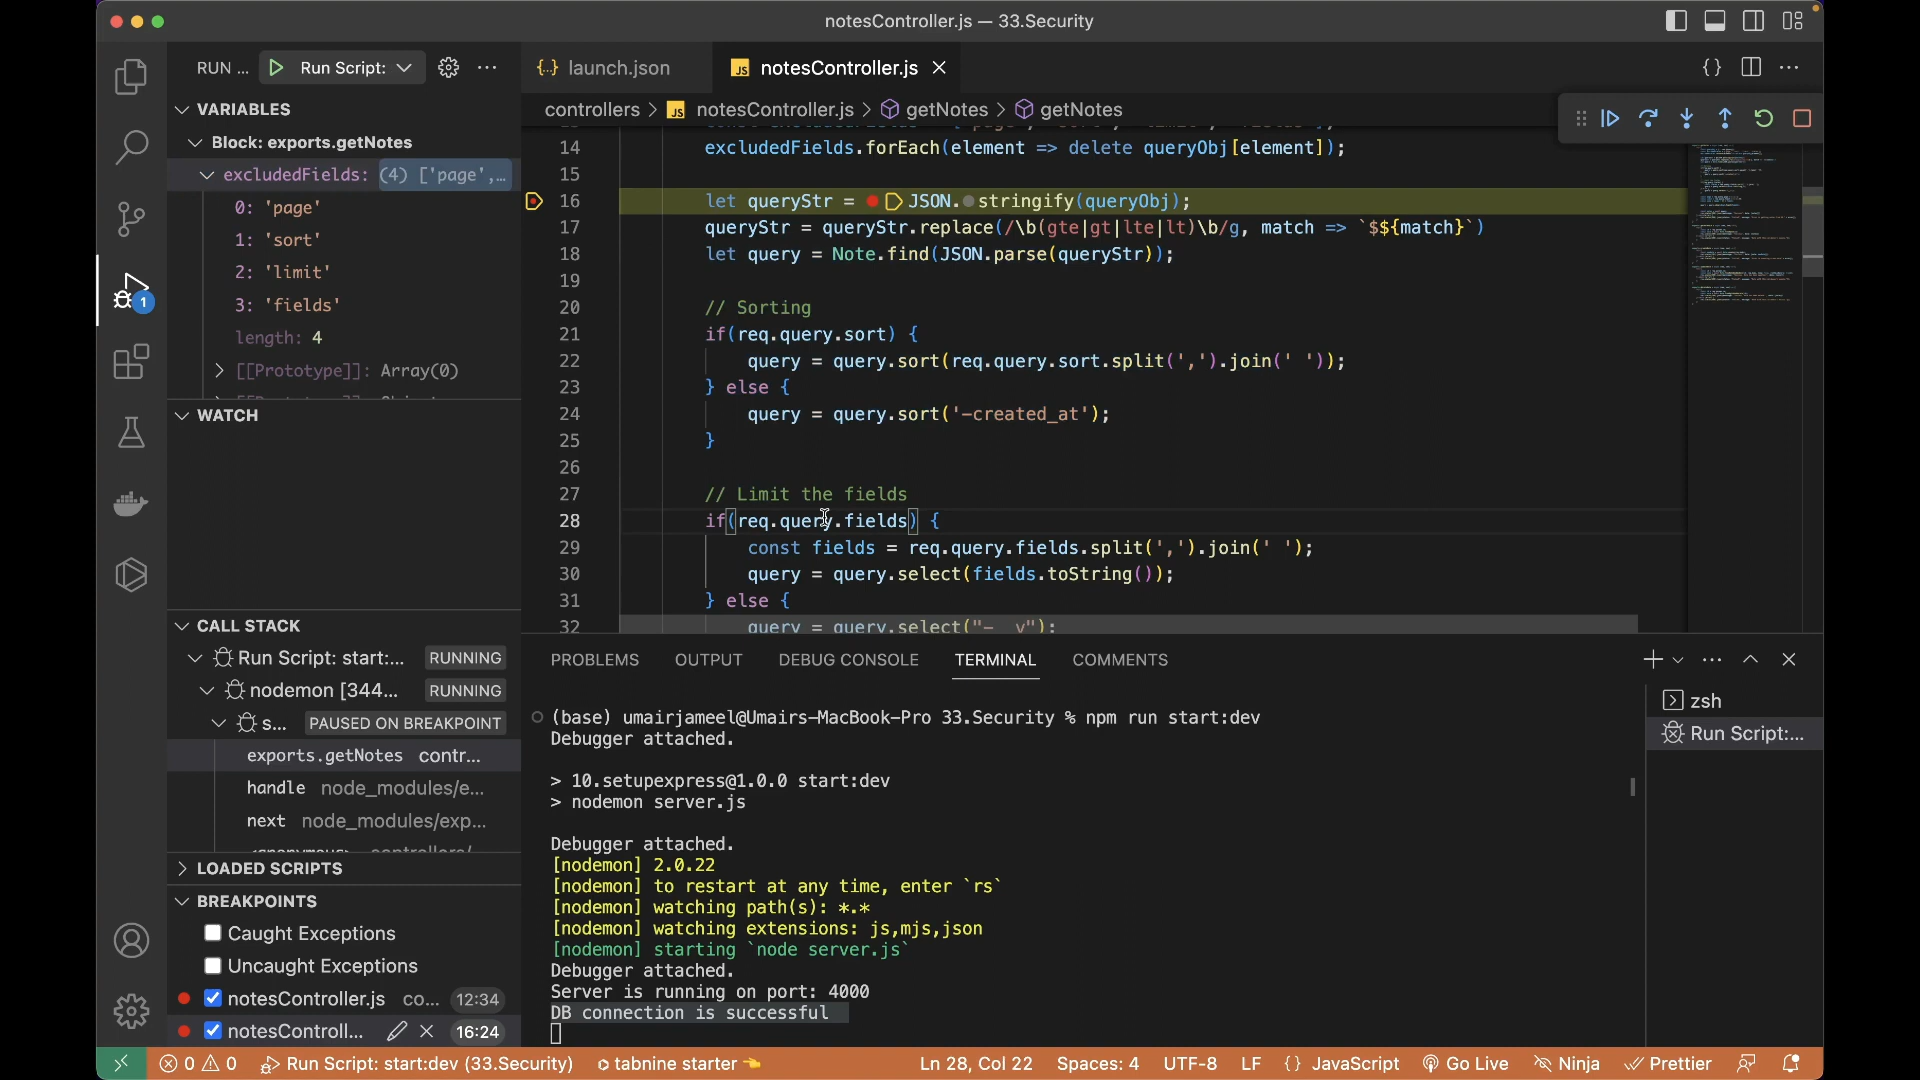 notesController.js — 33.Security
RUN ...
Run Script:
launch.json
notesController.js
VARIABLES
Block: exports.getNotes
excludedFields: (4) ['page',…
0: 'page'
1: 'sort'
2: 'limit'
3: 'fields'
length: 4
[[Prototype]]: Array(0)
WATCH
CALL STACK
Run Script: start:... RUNNING
nodemon [344... RUNNING
s... PAUSED ON BREAKPOINT
exports.getNotes contr...
handle node_modules/e...
next node_modules/exp...
LOADED SCRIPTS
BREAKPOINTS
Caught Exceptions
Uncaught Exceptions
notesController.js co... 12:34
notesControll... 16:24
controllers > notesController.js > getNotes > getNotes
14 excludedFields.forEach(element => delete queryObj[element]);
15
16 let queryStr = JSON.stringify(queryObj);
17 queryStr = queryStr.replace(/\b(gte|gt|lte|lt)\b/g, match => `$${match}`)
18 let query = Note.find(JSON.parse(queryStr));
19
20 // Sorting
21 if(req.query.sort) {
22 query = query.sort(req.query.sort.split(',').join(' '));
23 } else {
24 query = query.sort('-created_at');
25 }
26
27 // Limit the fields
28 if(req.query.fields) {
29 const fields = req.query.fields.split(',').join(' ');
30 query = query.select(fields.toString());
31 } else {
32 query = query.select("-__v");
PROBLEMS OUTPUT DEBUG CONSOLE TERMINAL COMMENTS
(base) umairjameel@Umairs-MacBook-Pro 33.Security % npm run start:dev
Debugger attached.
> 10.setupexpress@1.0.0 start:dev
> nodemon server.js
Debugger attached.
[nodemon] 2.0.22
[nodemon] to restart at any time, enter `rs`
[nodemon] watching path(s): *.*
[nodemon] watching extensions: js,mjs,json
[nodemon] starting `node server.js`
Debugger attached.
Server is running on port: 4000
DB connection is successful
zsh
Run Script:...
0 0 Run Script: start:dev (33.Security) tabnine starter Ln 28, Col 22 Spaces: 4 UTF-8 LF {} JavaScript Go Live Ninja Prettier
1